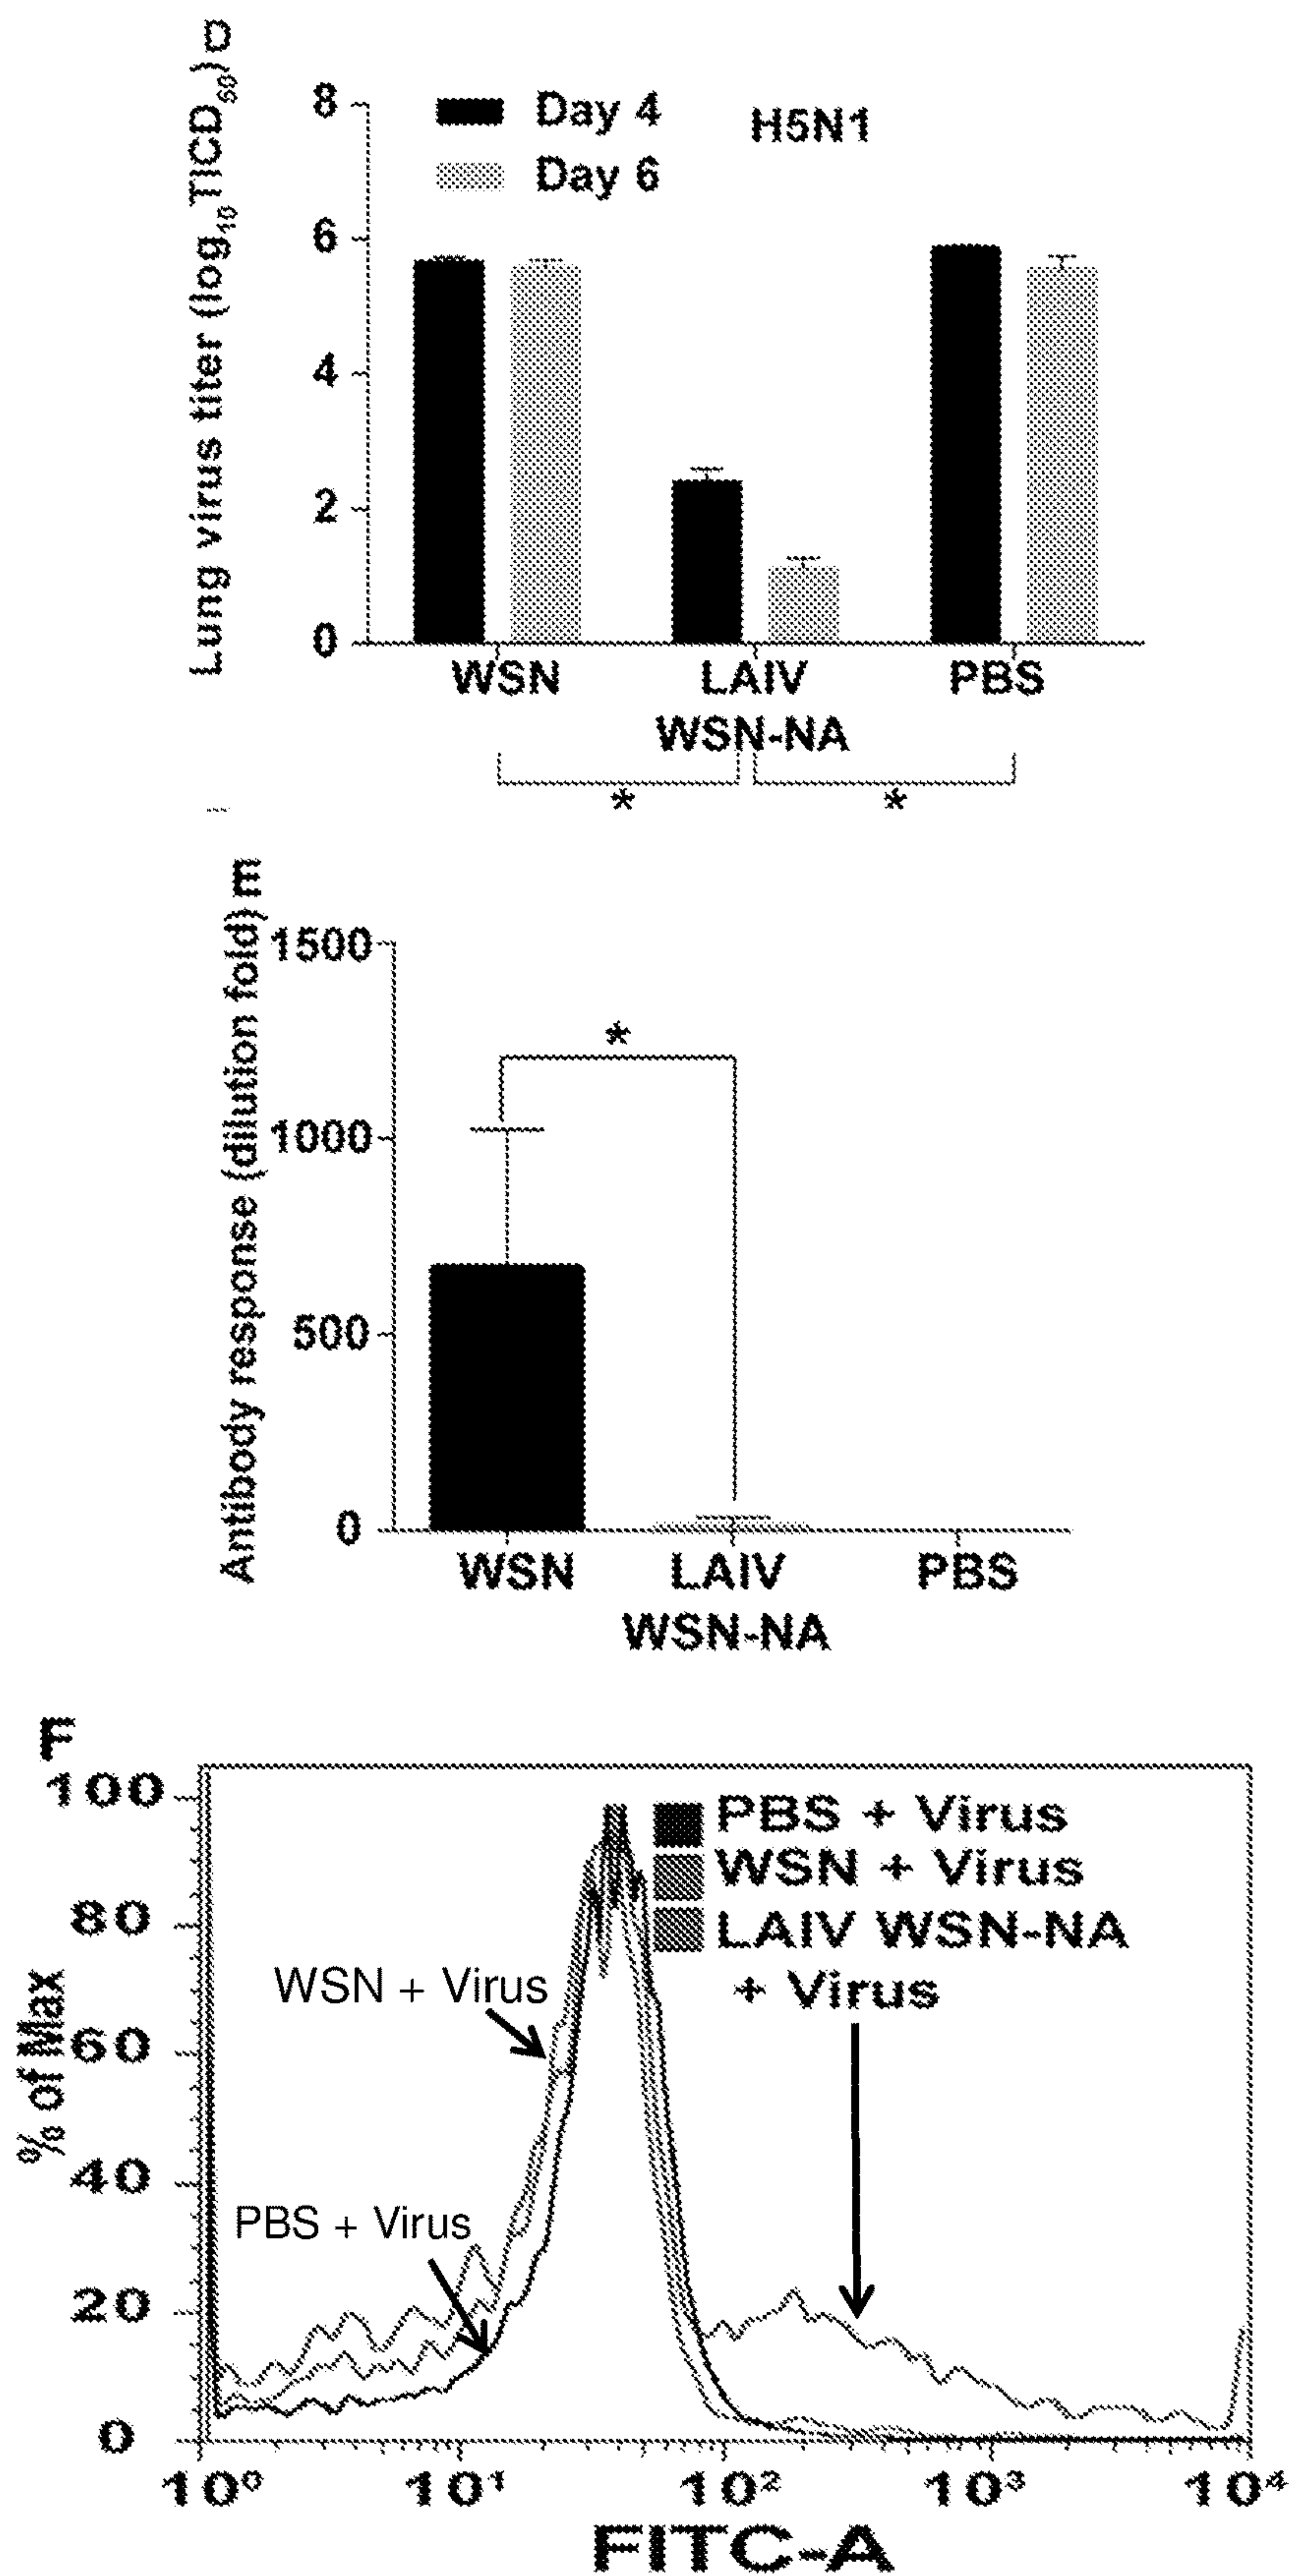 D
Lung virus titer (log10TICD50)
8
6
4
2
0
Day 4
Day 6
H5N1
WSN
LAIV
WSN-NA
PBS
*
*
E
Antibody response (dilution fold)
1500
1000
500
0
*
WSN
LAIV
WSN-NA
PBS
F
% of Max
100
80
60
40
20
0
PBS + Virus
WSN + Virus
LAIV WSN-NA
+ Virus
WSN + Virus
PBS + Virus
10⁰
10¹
10²
10³
10⁴
FITC-A